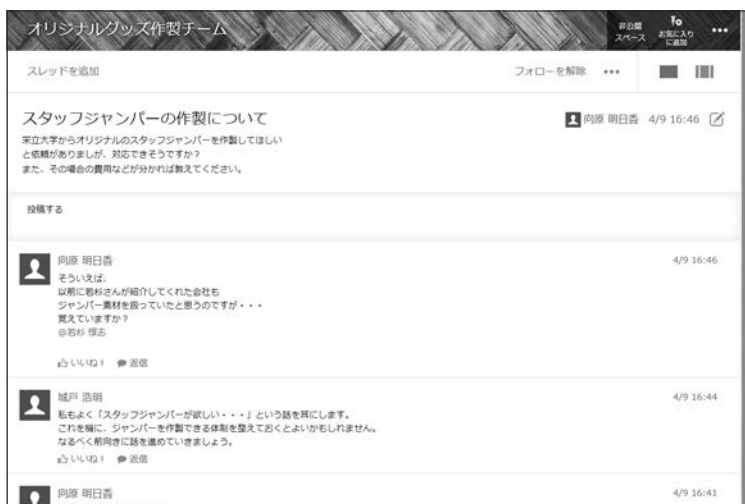 オリジナルグッズ作製チーム
非公開
スペース
お気に入り
に追加
スレッドを追加
フォローを解除
スタッフジャンパーの作製について
向原 明日香 4/9 16:46
栄立大学からオリジナルのスタッフジャンパーを作製してほしい
と依頼がありましが、対応できそうですか？
また、その場合の費用などが分かれば教えてください。
投稿する
向原 明日香 4/9 16:46
そういえば、
以前に若杉さんが紹介してくれた会社も
ジャンパー素材を扱っていたと思うのですが・・・
覚えていますか？
@若杉 惇志
いいね！ 返信
城戸 浩明 4/9 16:44
私もよく「スタッフジャンパーが欲しい・・・」という話を耳にします。
これを機に、ジャンパーを作製できる体制を整えておくとよいかもしれません。
なるべく前向きに話を進めていきましょう。
いいね！ 返信
向原 明日香 4/9 16:41